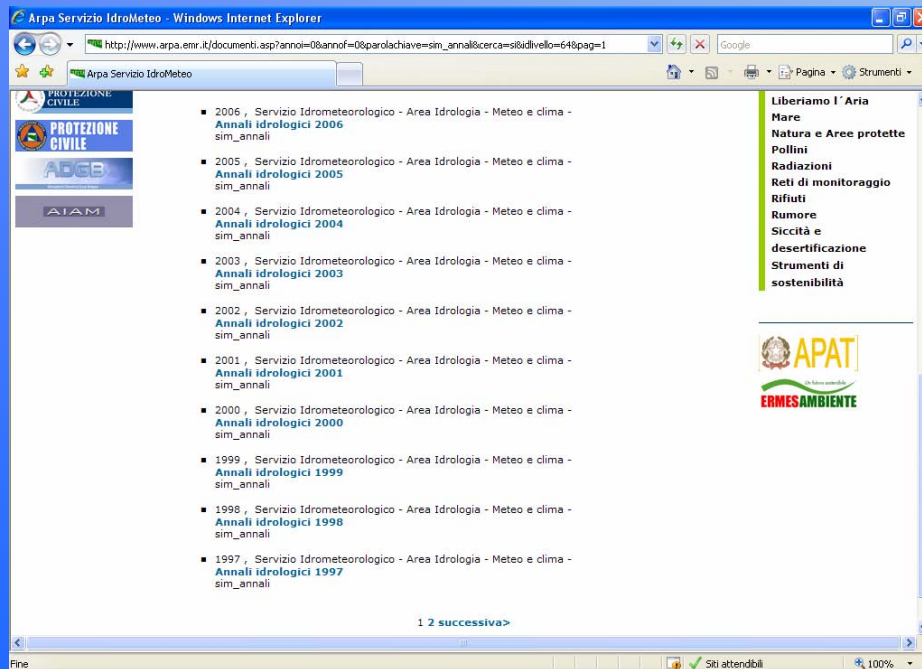 Arpa Servizio IdroMeteo - Windows Internet Explorer
http://www.arpa.emr.it/documenti.asp?annoi=0&annof=0&parolachiave=sim_annali&cerca=si&idlivello=64&pag=1
Google
Arpa Servizio IdroMeteo
Pagina
Strumenti
PROTEZIONE
CIVILE
PROTEZIONE
CIVILE
ADGB
AIAM
2006 , Servizio Idrometeorologico - Area Idrologia - Meteo e clima -
Annali idrologici 2006
sim_annali
2005 , Servizio Idrometeorologico - Area Idrologia - Meteo e clima -
Annali idrologici 2005
sim_annali
2004 , Servizio Idrometeorologico - Area Idrologia - Meteo e clima -
Annali idrologici 2004
sim_annali
2003 , Servizio Idrometeorologico - Area Idrologia - Meteo e clima -
Annali idrologici 2003
sim_annali
2002 , Servizio Idrometeorologico - Area Idrologia - Meteo e clima -
Annali idrologici 2002
sim_annali
2001 , Servizio Idrometeorologico - Area Idrologia - Meteo e clima -
Annali idrologici 2001
sim_annali
2000 , Servizio Idrometeorologico - Area Idrologia - Meteo e clima -
Annali idrologici 2000
sim_annali
1999 , Servizio Idrometeorologico - Area Idrologia - Meteo e clima -
Annali idrologici 1999
sim_annali
1998 , Servizio Idrometeorologico - Area Idrologia - Meteo e clima -
Annali idrologici 1998
sim_annali
1997 , Servizio Idrometeorologico - Area Idrologia - Meteo e clima -
Annali idrologici 1997
sim_annali
1 2 successiva>
Liberiamo l´Aria
Mare
Natura e Aree protette
Pollini
Radiazioni
Reti di monitoraggio
Rifiuti
Rumore
Siccità e
desertificazione
Strumenti di
sostenibilità
APAT
Un futuro sostenibile
ERMESAMBIENTE
Fine
Siti attendibili
100%